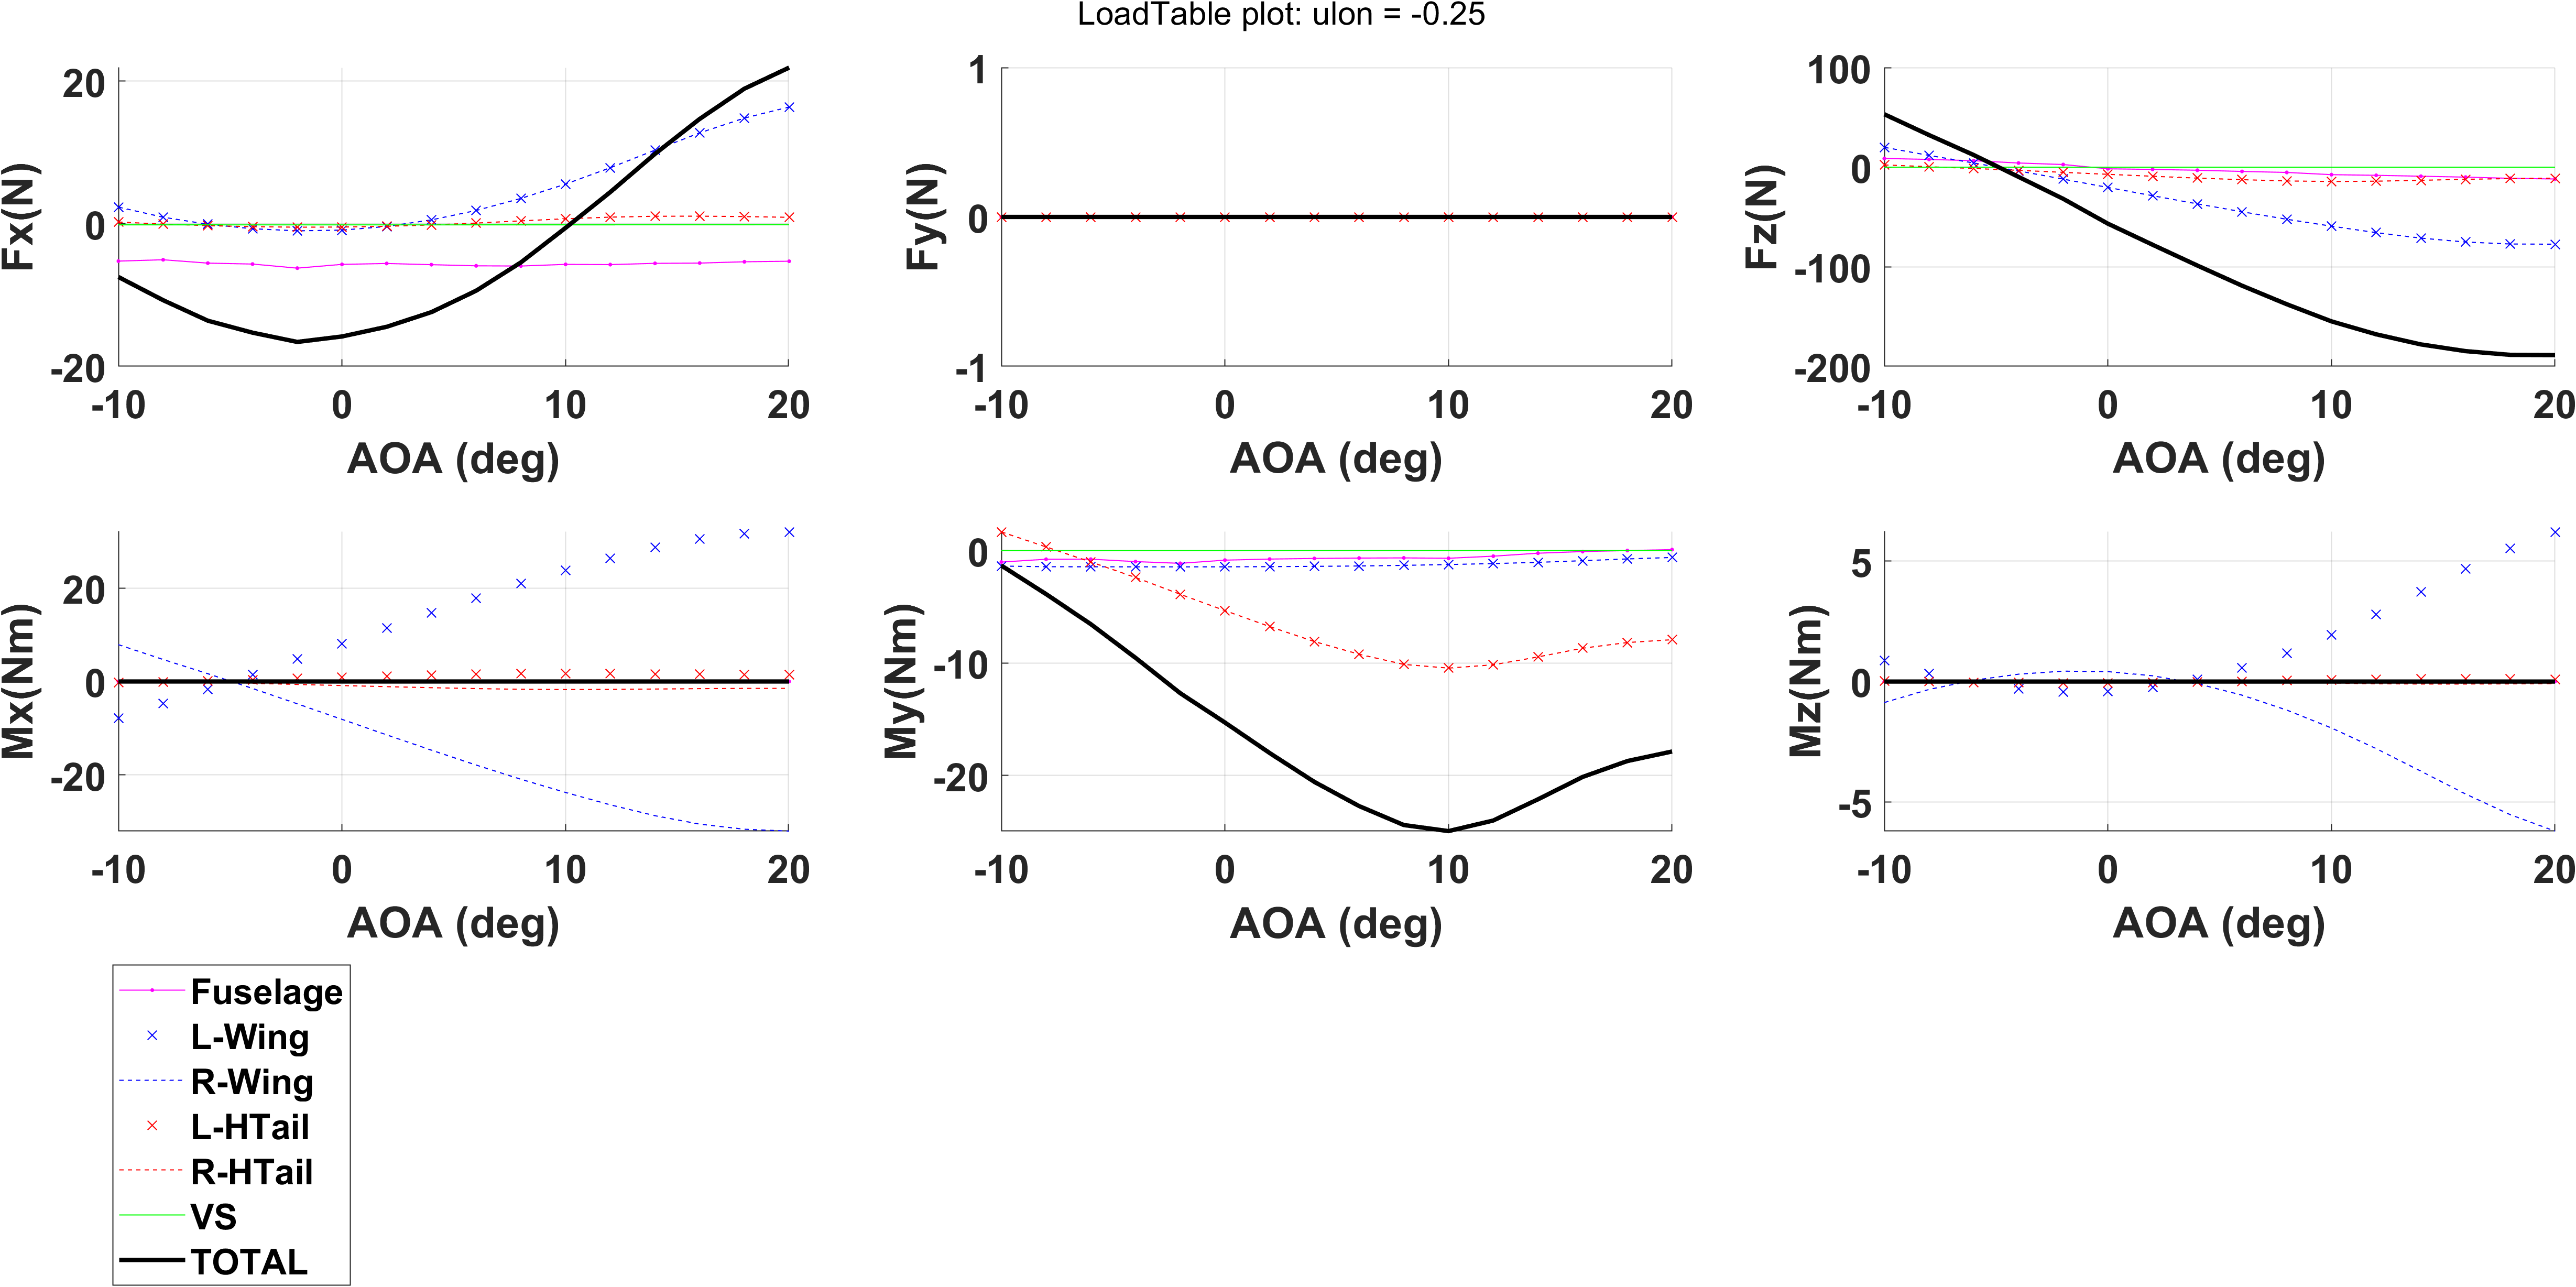 LoadTable plot: ulon = -0.25
20
0
-20
Fx(N)
-10 0 10 20
AOA (deg)
1
0
-1
Fy(N)
-10 0 10 20
AOA (deg)
100
0
-100
-200
Fz(N)
-10 0 10 20
AOA (deg)
20
0
-20
Mx(Nm)
-10 0 10 20
AOA (deg)
0
-10
-20
My(Nm)
-10 0 10 20
AOA (deg)
5
0
-5
Mz(Nm)
-10 0 10 20
AOA (deg)
Fuselage
L-Wing
R-Wing
L-HTail
R-HTail
VS
TOTAL